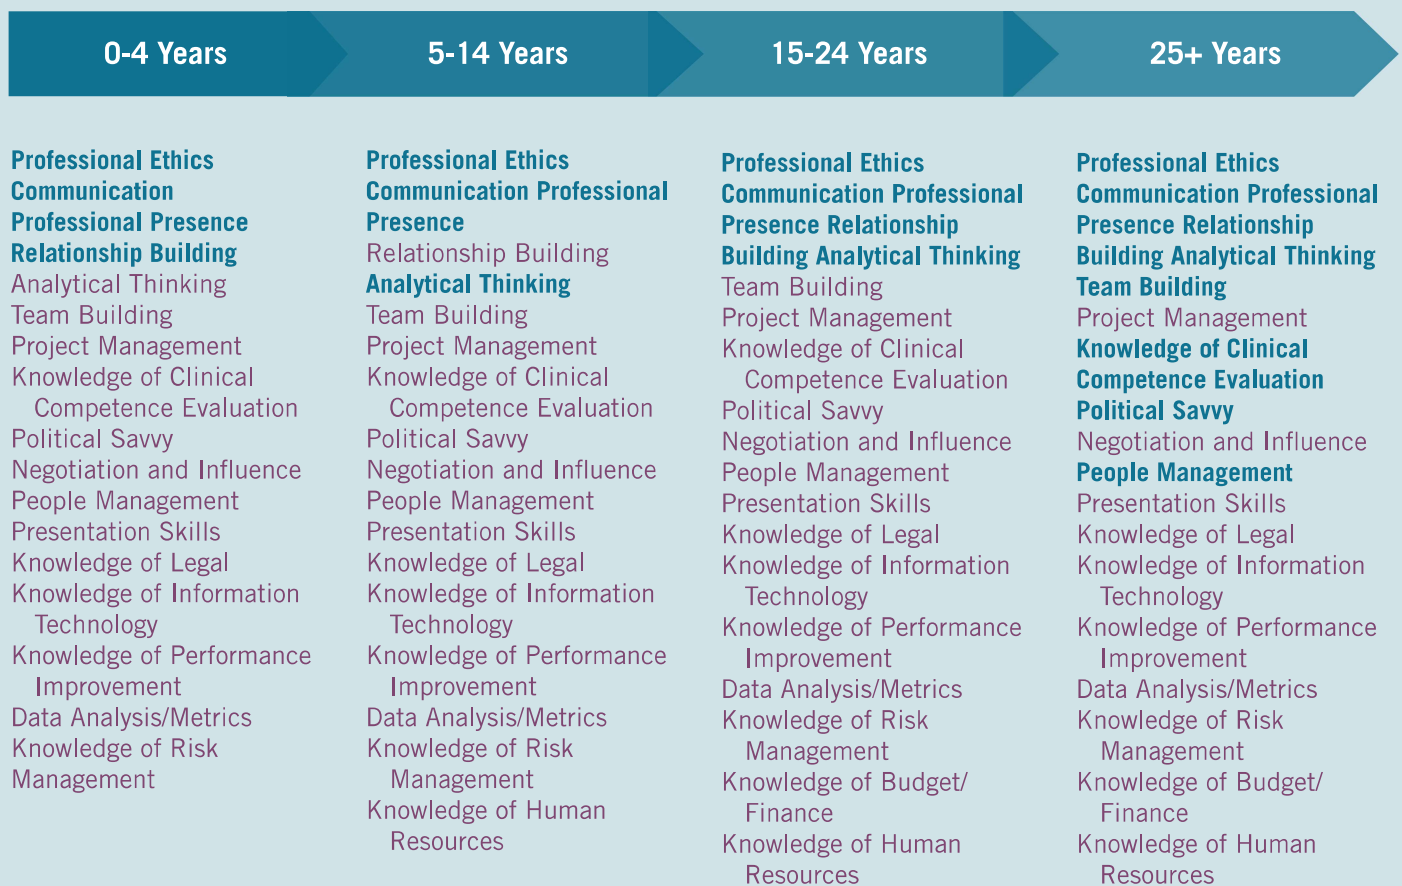 0-4 Years
5-14 Years
15-24 Years
25+ Years
Professional Ethics
Communication
Professional Presence
Relationship Building
Analytical Thinking
Team Building
Project Management
Knowledge of Clinical
Competence Evaluation
Political Savvy
Negotiation and Influence
People Management
Presentation Skills
Knowledge of Legal
Knowledge of Information
Technology
Knowledge of Performance
Improvement
Data Analysis/Metrics
Knowledge of Risk
Management
Professional Ethics
Communication Professional
Presence
Relationship Building
Analytical Thinking
Team Building
Project Management
Knowledge of Clinical
Competence Evaluation
Political Savvy
Negotiation and Influence
People Management
Presentation Skills
Knowledge of Legal
Knowledge of Information
Technology
Knowledge of Performance
Improvement
Data Analysis/Metrics
Knowledge of Risk
Management
Knowledge of Human
Resources
Professional Ethics
Communication Professional
Presence Relationship
Building Analytical Thinking
Team Building
Project Management
Knowledge of Clinical
Competence Evaluation
Political Savvy
Negotiation and Influence
People Management
Presentation Skills
Knowledge of Legal
Knowledge of Information
Technology
Knowledge of Performance
Improvement
Data Analysis/Metrics
Knowledge of Risk
Management
Knowledge of Budget/
Finance
Knowledge of Human
Resources
Professional Ethics
Communication Professional
Presence Relationship
Building Analytical Thinking
Team Building
Project Management
Knowledge of Clinical
Competence Evaluation
Political Savvy
Negotiation and Influence
People Management
Presentation Skills
Knowledge of Legal
Knowledge of Information
Technology
Knowledge of Performance
Improvement
Data Analysis/Metrics
Knowledge of Risk
Management
Knowledge of Budget/
Finance
Knowledge of Human
Resources